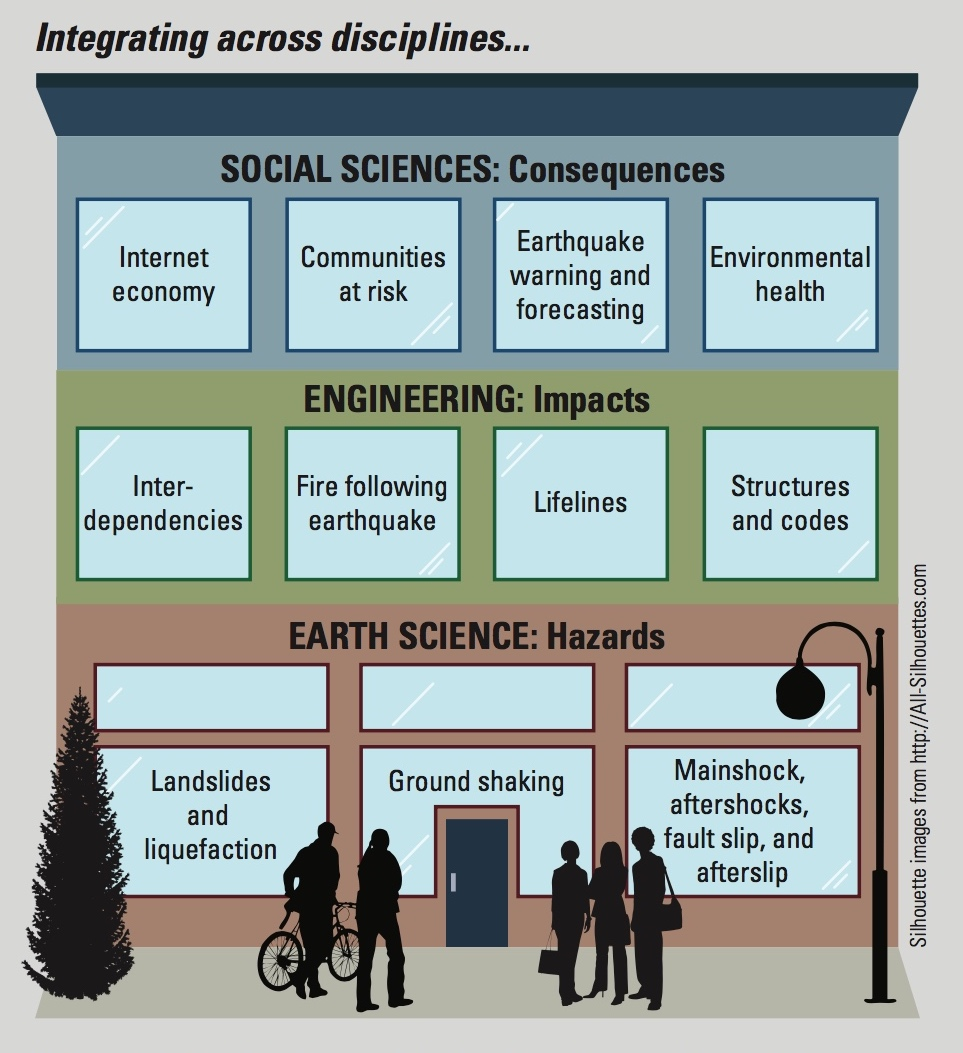 Integrating across disciplines...
SOCIAL SCIENCES: Consequences
Internet
economy
Communities
at risk
Earthquake
warning and
forecasting
Environmental
health
ENGINEERING: Impacts
Inter-
dependencies
Fire following
earthquake
Lifelines
Structures
and codes
EARTH SCIENCE: Hazards
Landslides
and
liquefaction
Ground shaking
Mainshock,
aftershocks,
fault slip, and
afterslip
Silhouette images from http://All-Silhouettes.com